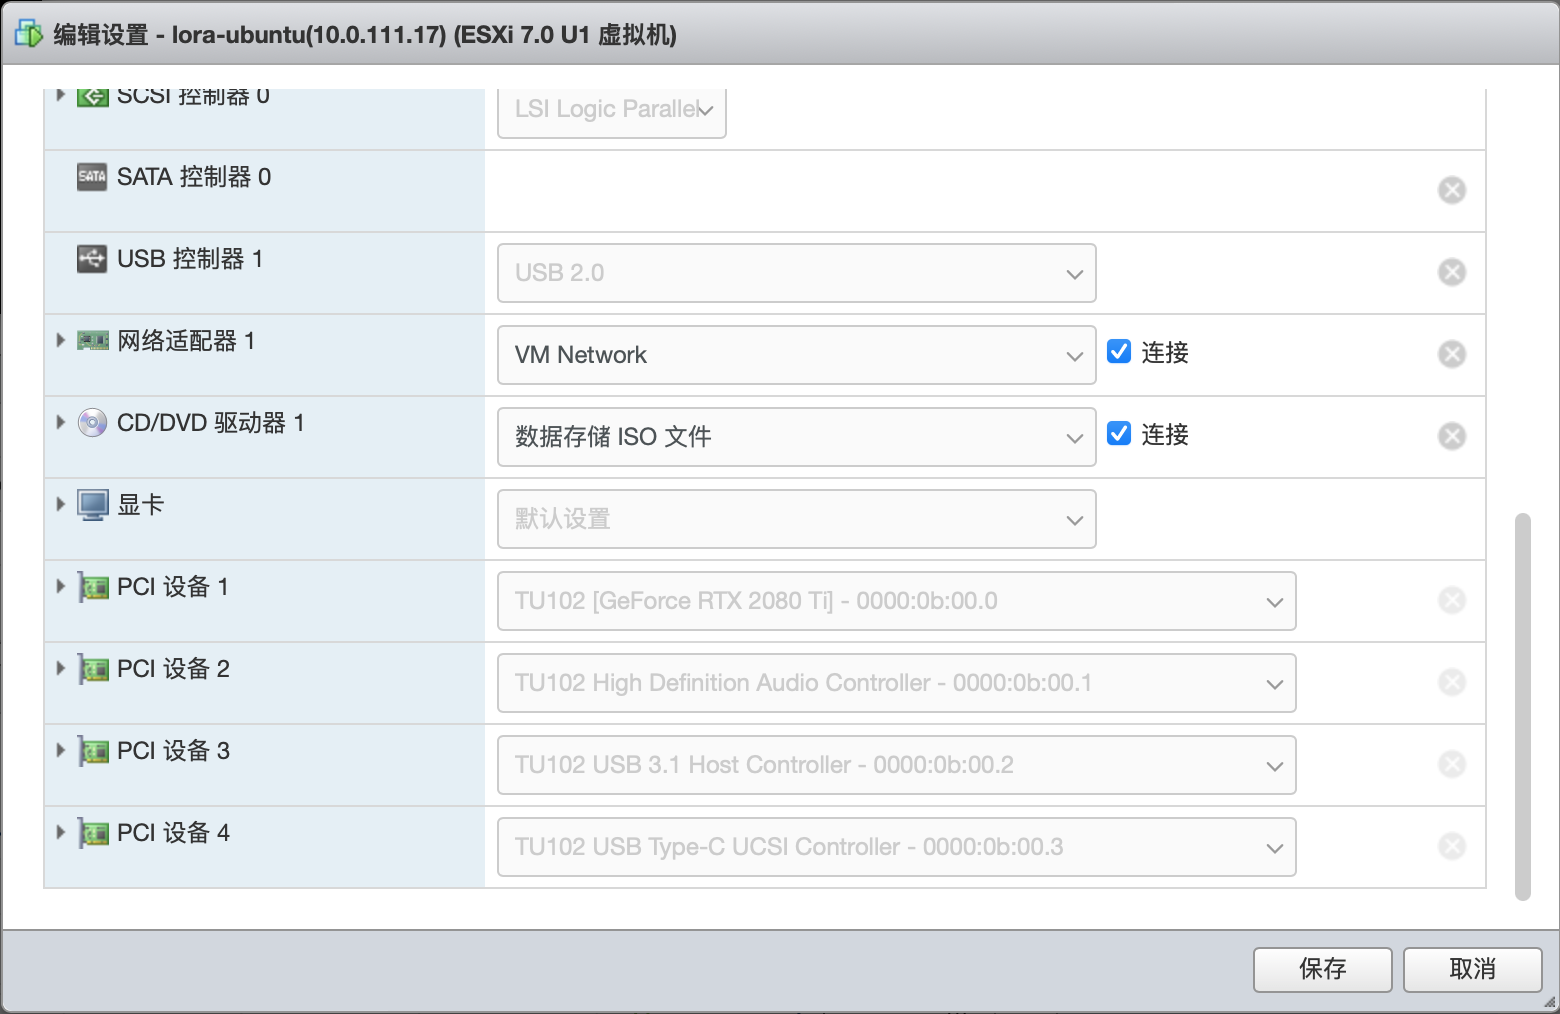 编辑设置 - lora-ubuntu(10.0.111.17) (ESXi 7.0 U1 虚拟机)
SCSI 控制器 0
LSI Logic Parallel
SATA
SATA 控制器 0
USB 控制器 1
USB 2.0
网络适配器 1
VM Network
连接
CD/DVD 驱动器 1
数据存储 ISO 文件
连接
显卡
默认设置
PCI 设备 1
TU102 [GeForce RTX 2080 Ti] - 0000:0b:00.0
PCI 设备 2
TU102 High Definition Audio Controller - 0000:0b:00.1
PCI 设备 3
TU102 USB 3.1 Host Controller - 0000:0b:00.2
PCI 设备 4
TU102 USB Type-C UCSI Controller - 0000:0b:00.3
保存
取消